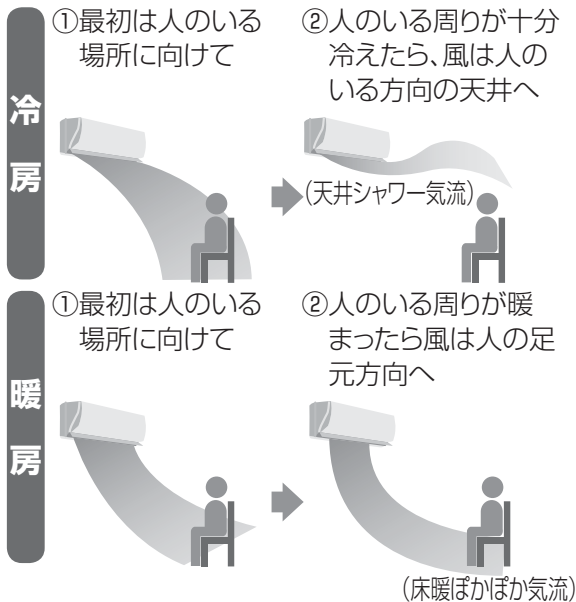 冷房
①最初は人のいる
場所に向けて
②人のいる周りが十分
冷えたら、風は人の
いる方向の天井へ
(天井シャワー気流)
暖房
①最初は人のいる
場所に向けて
②人のいる周りが暖
まったら風は人の足
元方向へ
(床暖ぽかぽか気流)